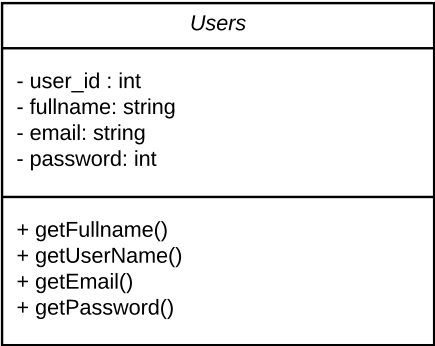 Users
- user_id : int
- fullname: string
- email: string
- password: int
+ getFullname()
+ getUserName()
+ getEmail()
+ getPassword()